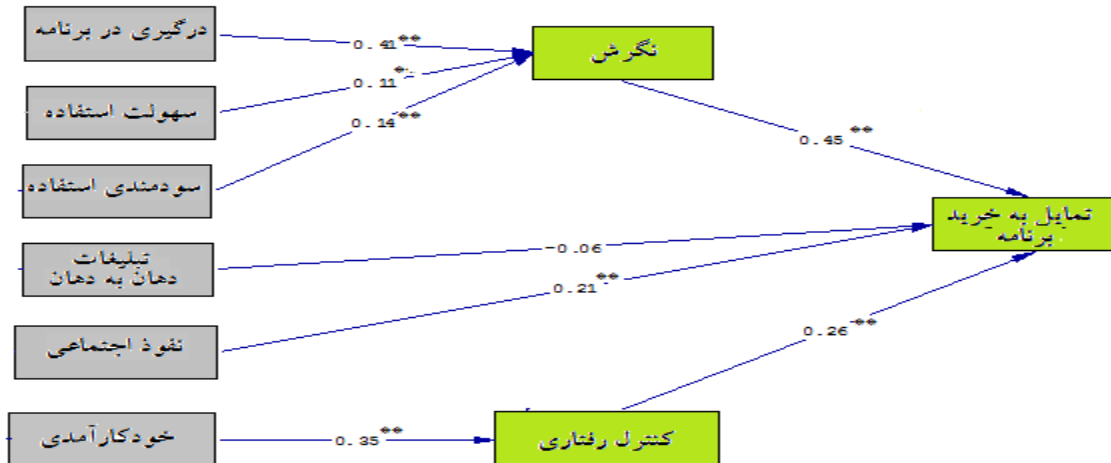 درگیری در برنامه
0.41**
نگرش
سهولت استفاده
0.11*
0.14**
0.45**
سودمندی استفاده
تمایل به خرید
برنامه
تبلیغات
دهان به دهان
-0.06
0.21**
نفوذ اجتماعی
0.26**
خودکارآمدی
0.35**
کنترل رفتاری